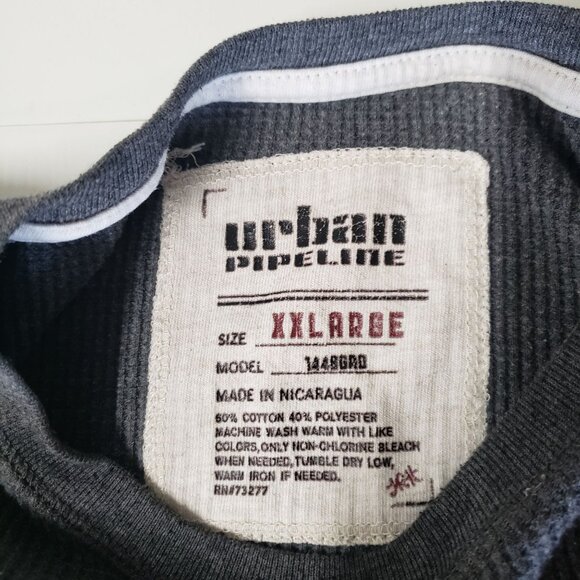 urban
PIPELINE
SIZE XXLARGE
MODEL 1448GRD
MADE IN NICARAGUA
60% COTTON 40% POLYESTER
MACHINE WASH WARM WITH LIKE
COLORS,ONLY NON-CHLORINE BLEACH
WHEN NEEDED,TUMBLE DRY LOW,
WARM IRON IF NEEDED.
RN#73277